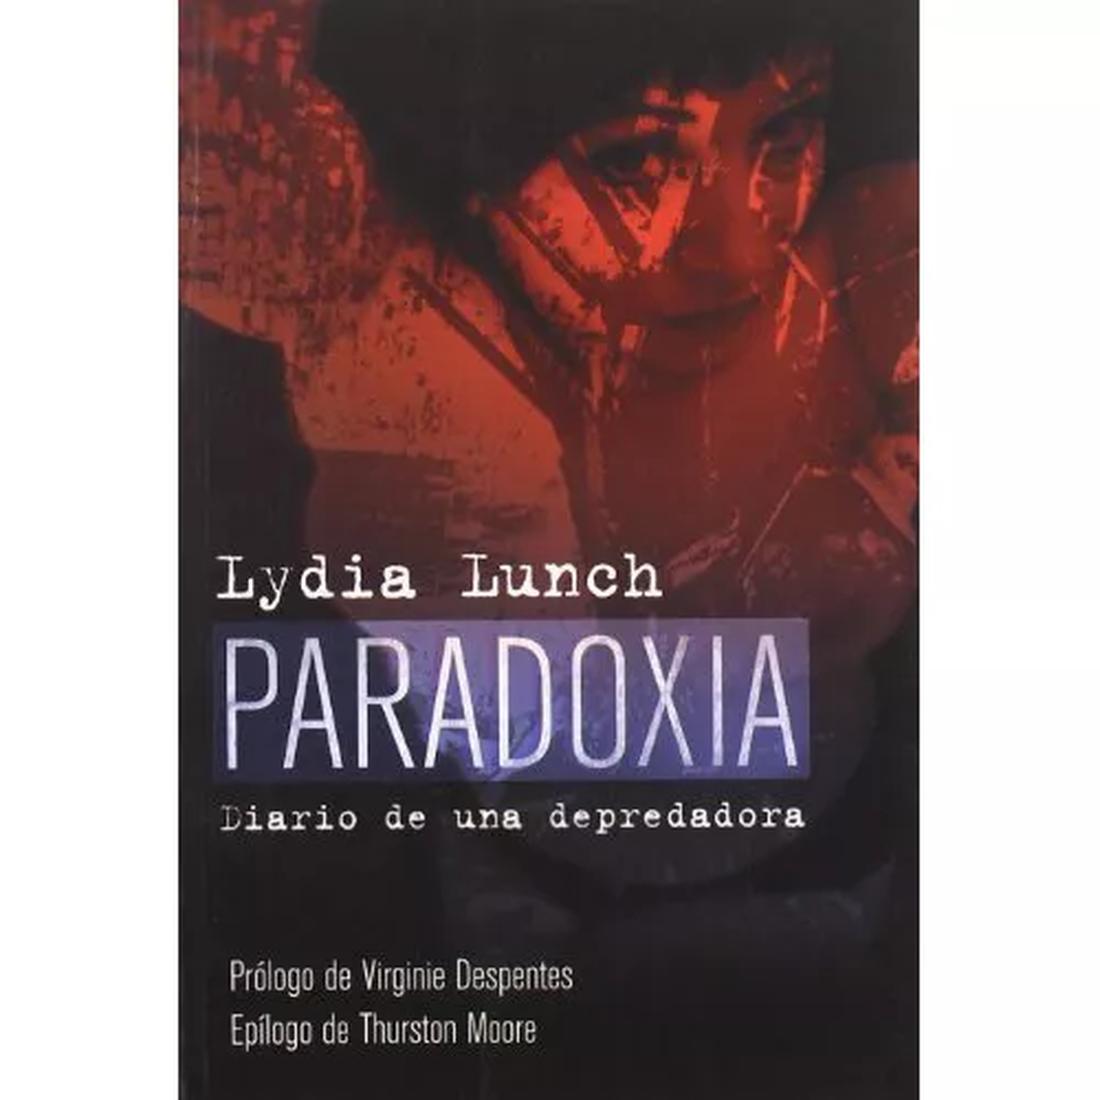 Lydia Lunch
PARADOXIA
Diario de una depredadora
Prólogo de Virginie Despentes
Epílogo de Thurston Moore